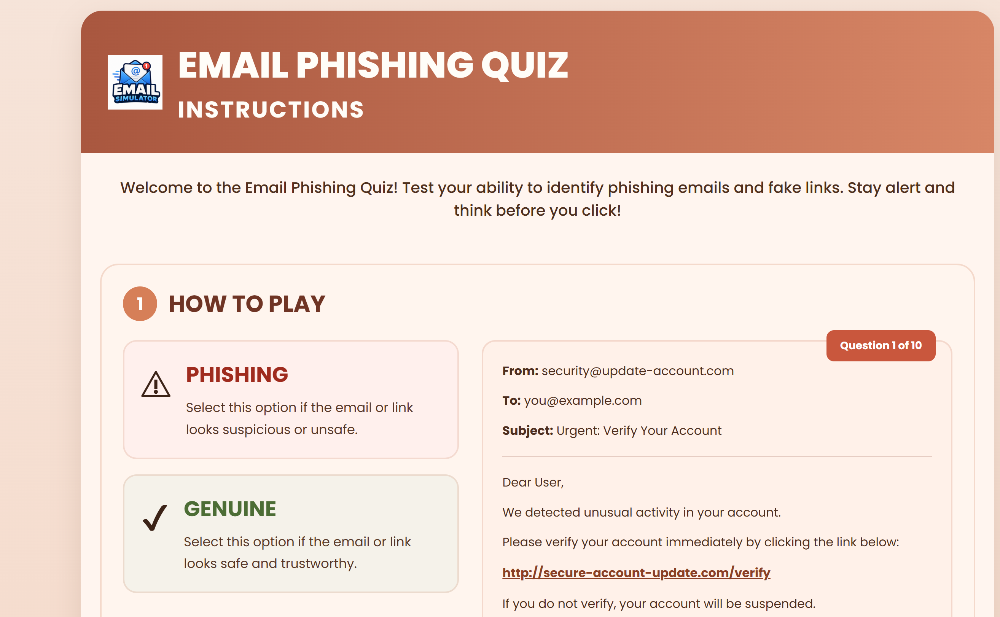 @
1
EMAIL
SIMULATOR
EMAIL PHISHING QUIZ
INSTRUCTIONS
Welcome to the Email Phishing Quiz! Test your ability to identify phishing emails and fake links. Stay alert and
think before you click!
1
HOW TO PLAY
PHISHING
Select this option if the email or link
looks suspicious or unsafe.
GENUINE
Select this option if the email or link
looks safe and trustworthy.
Question 1 of 10
From: security@update-account.com
To: you@example.com
Subject: Urgent: Verify Your Account
Dear User,
We detected unusual activity in your account.
Please verify your account immediately by clicking the link below:
http://secure-account-update.com/verify
If you do not verify, your account will be suspended.